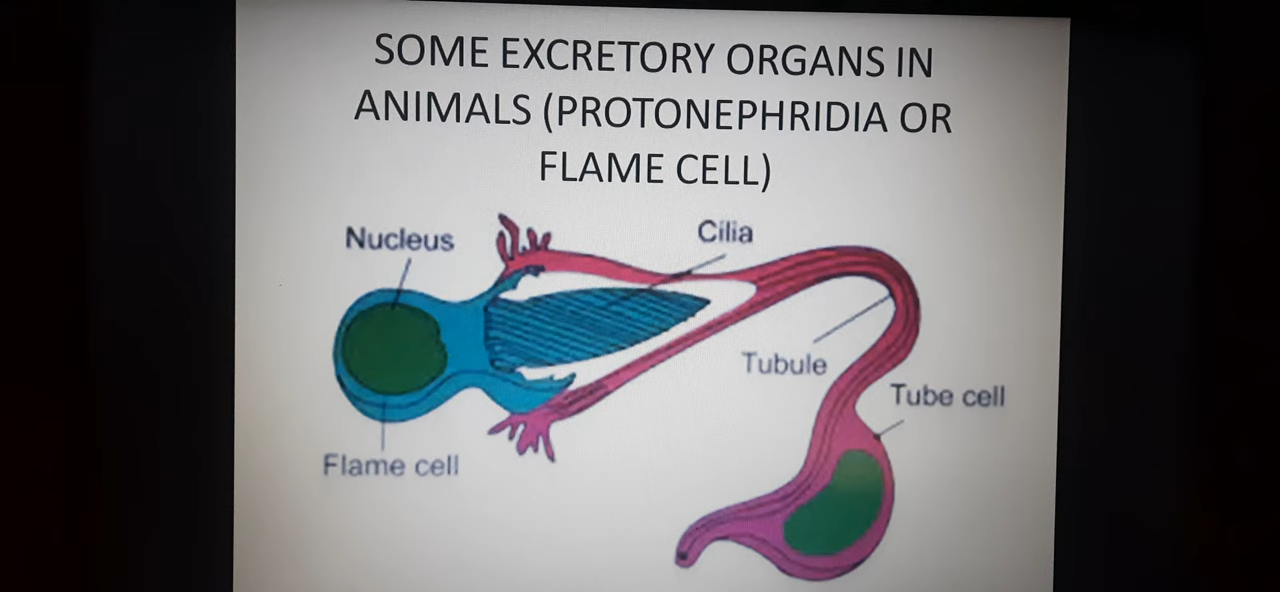 SOME EXCRETORY ORGANS IN
ANIMALS (PROTONEPHRIDIA OR
FLAME CELL)
Nucleus
Cilia
Tubule
Tube cell
Flame cell